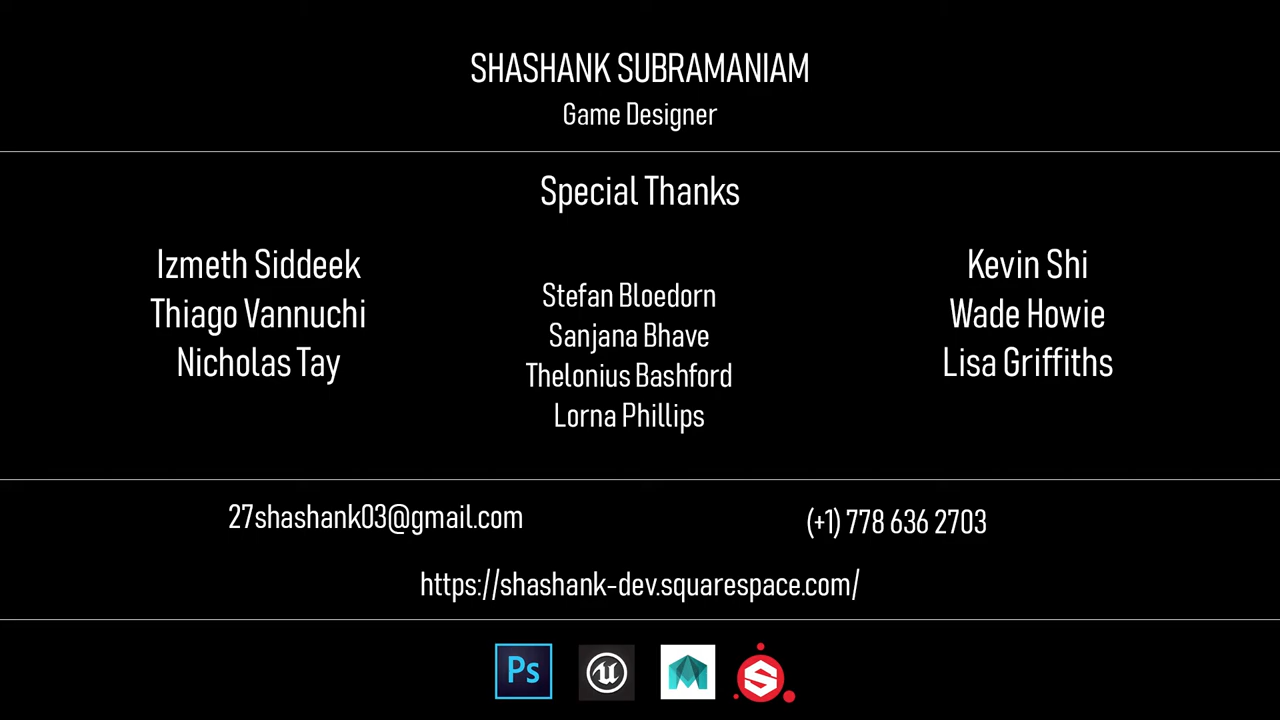 SHASHANK SUBRAMANIAM
Game Designer
Special Thanks
Izmeth Siddeek
Thiago Vannuchi
Nicholas Tay
Stefan Bloedorn
Sanjana Bhave
Thelonius Bashford
Lorna Phillips
Kevin Shi
Wade Howie
Lisa Griffiths
27shashank03@gmail.com
(+1) 778 636 2703
https://shashank-dev.squarespace.com/
Ps